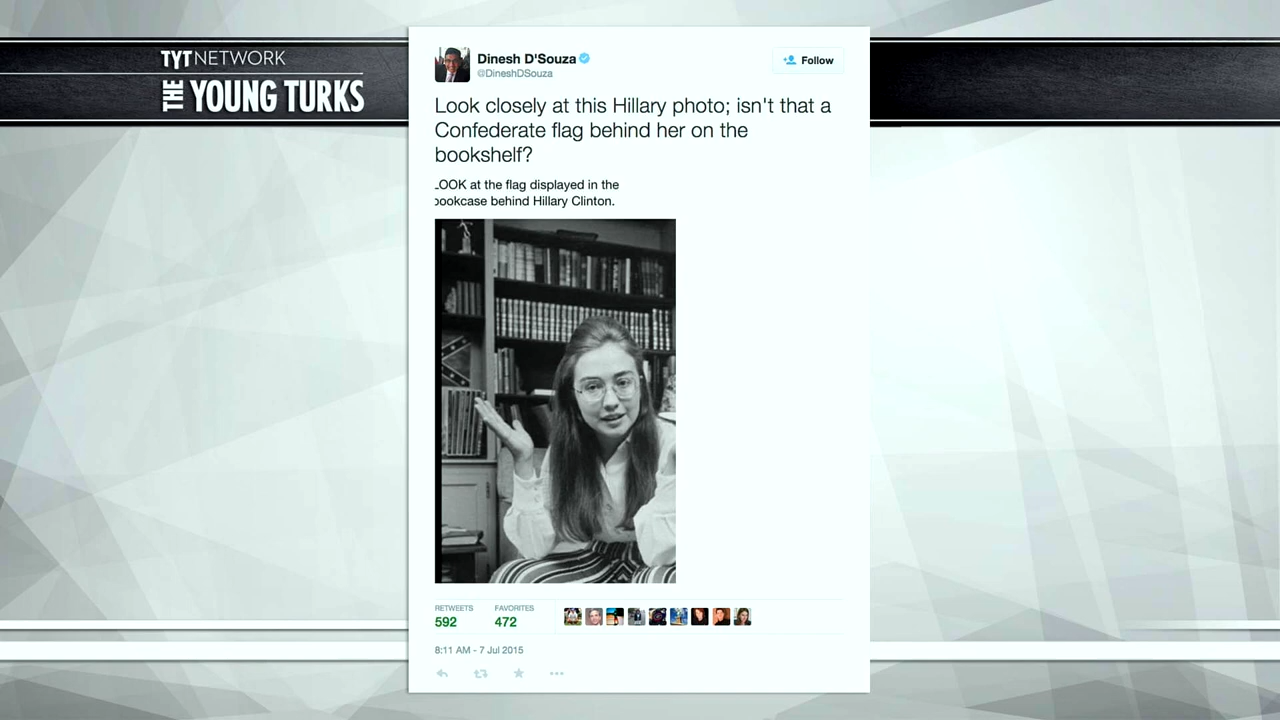 TYT NETWORK
THE YOUNG TURKS
Dinesh D'Souza
@DineshDSouza
Follow
Look closely at this Hillary photo; isn't that a
Confederate flag behind her on the
bookshelf?
LOOK at the flag displayed in the
bookcase behind Hillary Clinton.
RETWEETS
592
FAVORITES
472
8:11 AM - 7 Jul 2015